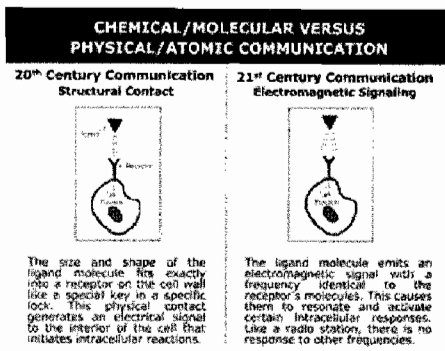 CHEMICAL/MOLECULAR VERSUS
PHYSICAL/ATOMIC COMMUNICATION
20th Century Communication
Structural Contact
21st Century Communication
Electromagnetic Signaling
Receptor
The size and shape of the
ligand molecule fits exactly
into a receptor on the cell wall
like a special key in a specific
lock. This physical contact
generates an electrical signal
to the interior of the cell that
initiates intracellular reactions.
The ligand molecule emits an
electromagnetic signal with a
frequency identical to the
receptor's molecules. This causes
them to resonate and activate
certain intracellular responses.
Like a radio station, there is no
response to other frequencies.